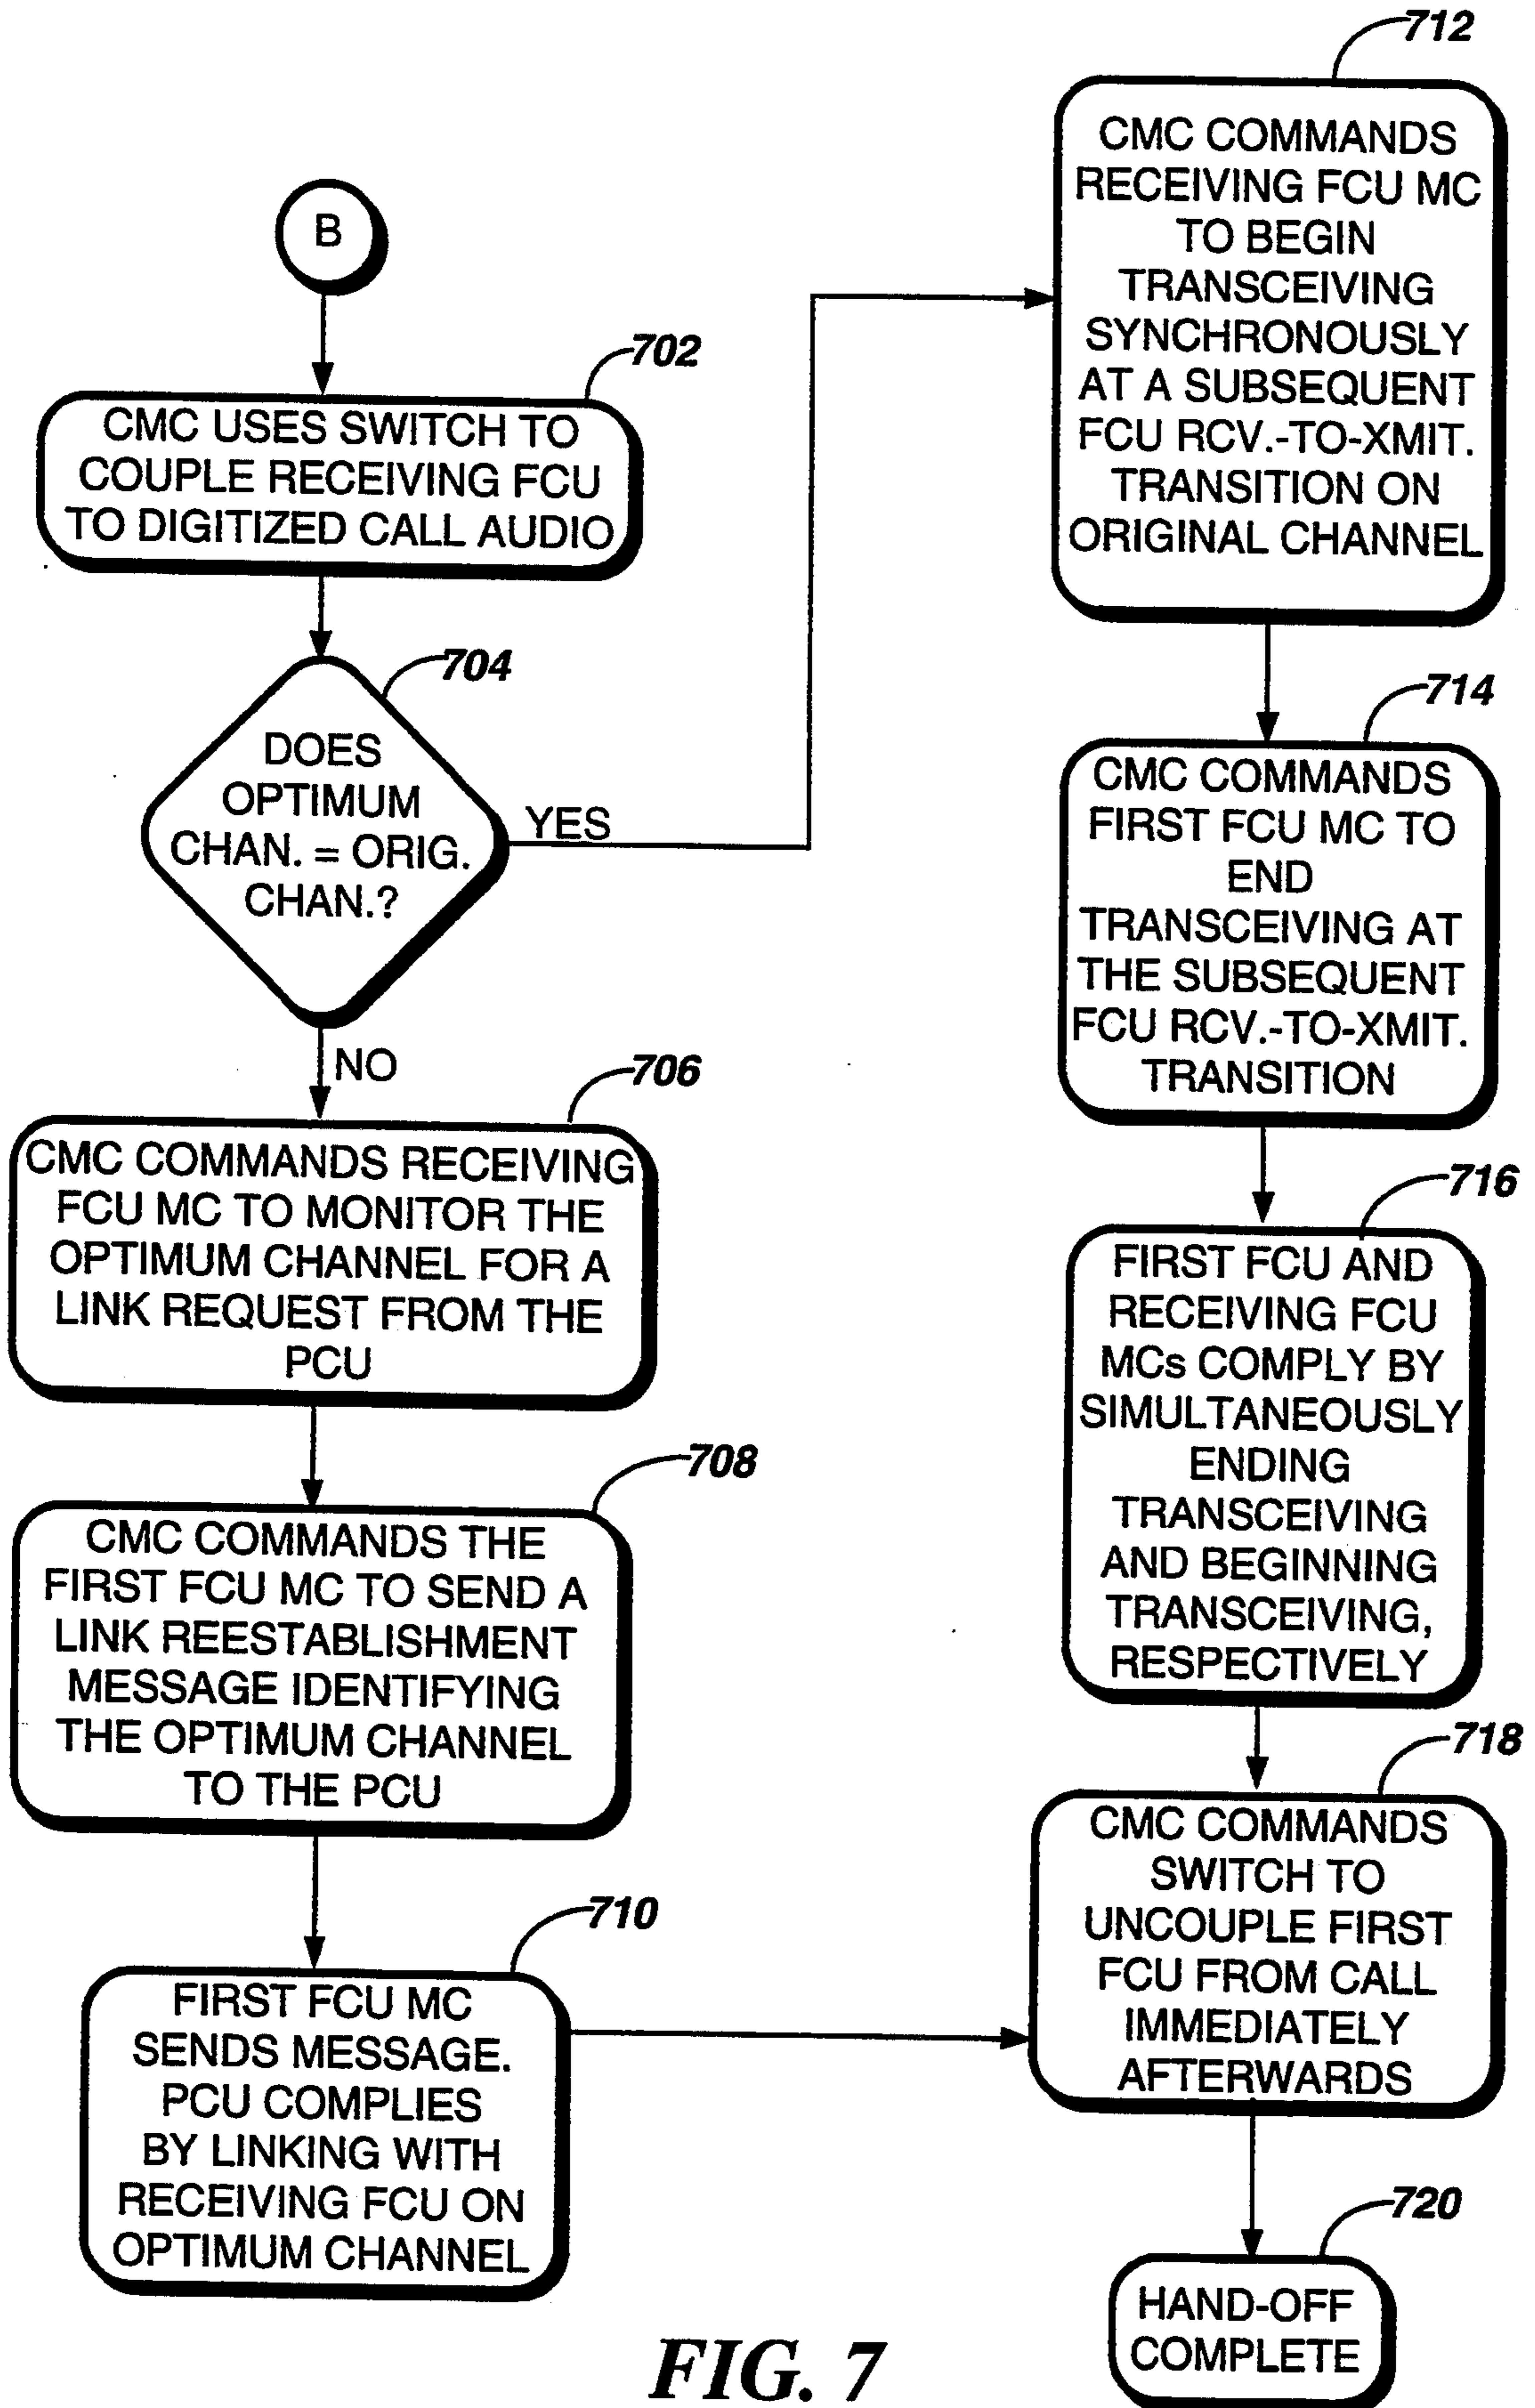 B
702
CMC USES SWITCH TO
COUPLE RECEIVING FCU
TO DIGITIZED CALL AUDIO
704
DOES
OPTIMUM
CHAN. = ORIG.
CHAN.?
YES
NO
706
CMC COMMANDS RECEIVING
FCU MC TO MONITOR THE
OPTIMUM CHANNEL FOR A
LINK REQUEST FROM THE
PCU
708
CMC COMMANDS THE
FIRST FCU MC TO SEND A
LINK REESTABLISHMENT
MESSAGE IDENTIFYING
THE OPTIMUM CHANNEL
TO THE PCU
710
FIRST FCU MC
SENDS MESSAGE.
PCU COMPLIES
BY LINKING WITH
RECEIVING FCU ON
OPTIMUM CHANNEL
712
CMC COMMANDS
RECEIVING FCU MC
TO BEGIN
TRANSCEIVING
SYNCHRONOUSLY
AT A SUBSEQUENT
FCU RCV.-TO-XMIT.
TRANSITION ON
ORIGINAL CHANNEL
714
CMC COMMANDS
FIRST FCU MC TO
END
TRANSCEIVING AT
THE SUBSEQUENT
FCU RCV.-TO-XMIT.
TRANSITION
716
FIRST FCU AND
RECEIVING FCU
MCs COMPLY BY
SIMULTANEOUSLY
ENDING
TRANSCEIVING
AND BEGINNING
TRANSCEIVING,
RESPECTIVELY
718
CMC COMMANDS
SWITCH TO
UNCOUPLE FIRST
FCU FROM CALL
IMMEDIATELY
AFTERWARDS
720
HAND-OFF
COMPLETE
FIG. 7